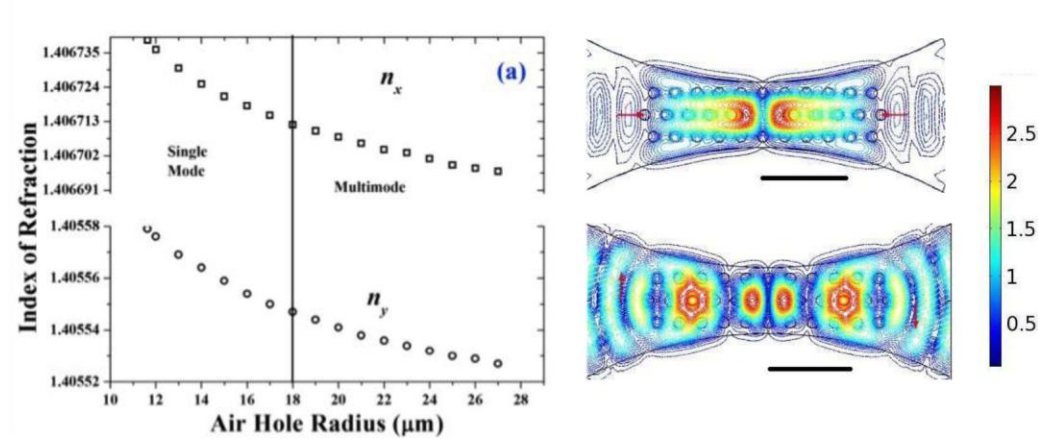 1.406735
1.406724
1.406713
1.406702
1.406691
1.40558
1.40556
1.40554
1.40552
Index of Refraction
n_x
(a)
Single
Mode
Multimode
n_y
10 12 14 16 18 20 22 24 26 28
Air Hole Radius (μm)
2.5
2
1.5
1
0.5